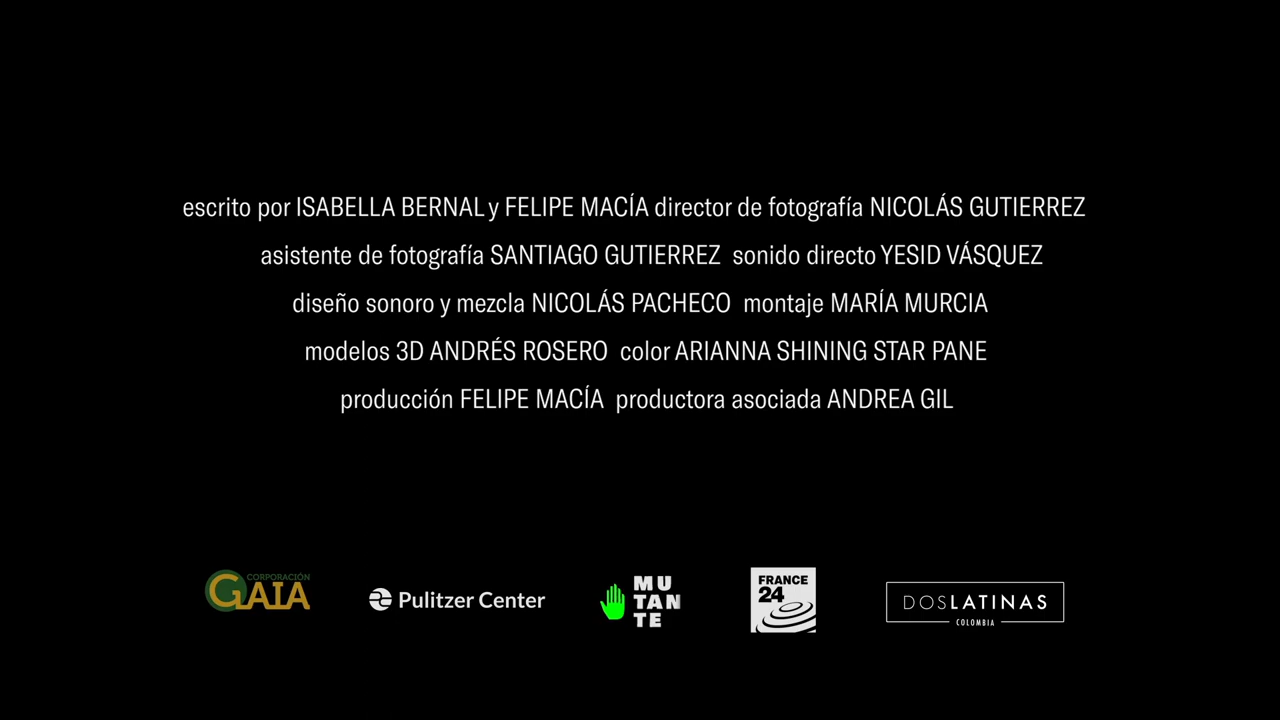 escrito por ISABELLA BERNAL y FELIPE MACÍA director de fotografía NICOLÁS GUTIERREZ
asistente de fotografía SANTIAGO GUTIERREZ sonido directo YESID VÁSQUEZ
diseño sonoro y mezcla NICOLÁS PACHECO montaje MARÍA MURCIA
modelos 3D ANDRÉS ROSERO color ARIANNA SHINING STAR PANE
producción FELIPE MACÍA productora asociada ANDREA GIL
CORPORACIÓN
GAIA
Pulitzer Center
MU
TAN
TE
FRANCE
24
DOSLATINAS
COLOMBIA